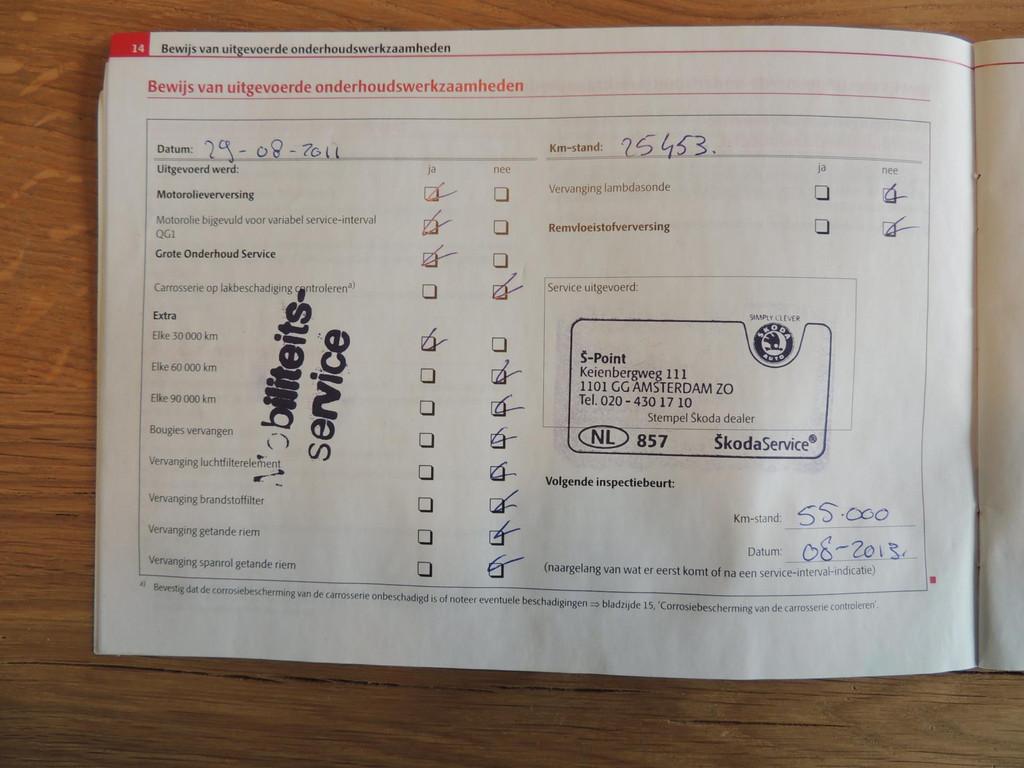 14 Bewijs van uitgevoerde onderhoudswerkzaamheden
Bewijs van uitgevoerde onderhoudswerkzaamheden
Datum: 29-08-2011
Uitgevoerd werd: ja nee
Motorolieverversing
Motorolie bijgevuld voor variabel service-interval
QG1
Grote Onderhoud Service
Carrosserie op lakbeschadiging controleren a)
Extra
Elke 30 000 km
Elke 60 000 km
Elke 90 000 km
Bougies vervangen
Vervanging luchtfilterelement
Vervanging brandstoffilter
Vervanging getande riem
Vervanging spanrol getande riem
Mobiliteits-
service
Km-stand: 25453.
ja nee
Vervanging lambdasonde
Remvloeistofverversing
Service uitgevoerd:
SIMPLY CLEVER
ŠKODA
AUTO
Š-Point
Keienbergweg 111
1101 GG AMSTERDAM ZO
Tel. 020 - 430 17 10
Stempel Škoda dealer
NL 857 ŠkodaService®
Volgende inspectiebeurt:
Km-stand: 55.000
Datum: 08-2013.
(naargelang van wat er eerst komt of na een service-interval-indicatie)
a) Bevestig dat de corrosiebescherming van de carrosserie onbeschadigd is of noteer eventuele beschadigingen ⇒ bladzijde 15, 'Corrosiebescherming van de carrosserie controleren'.